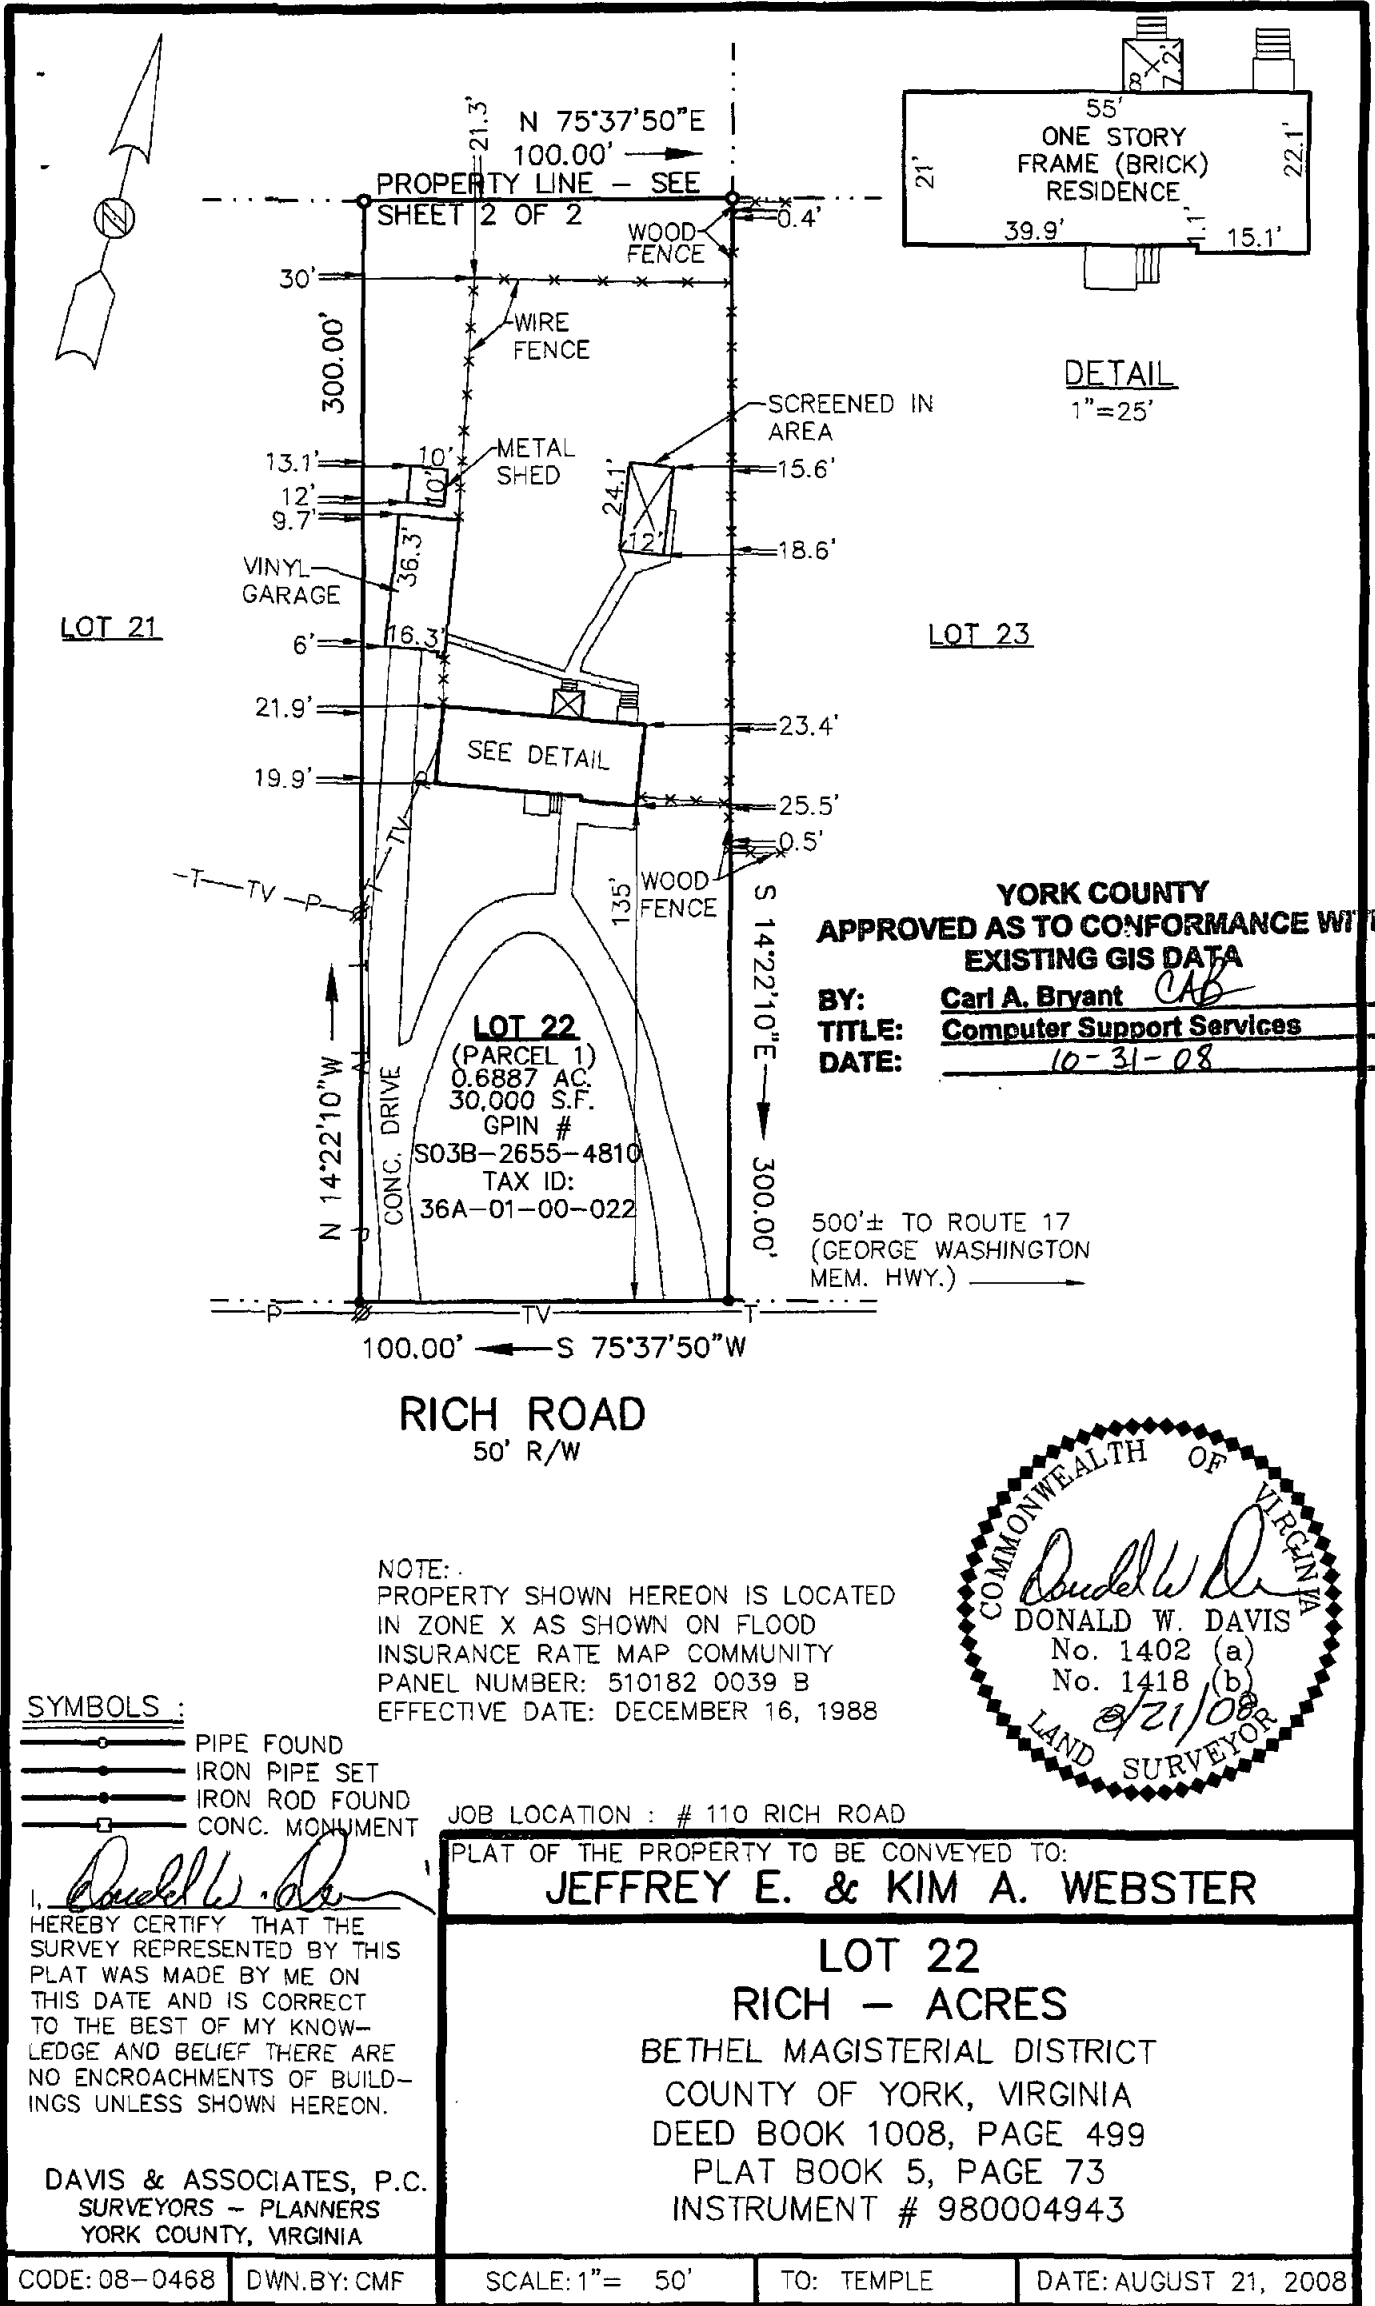 N 75°37'50"E
100.00'
21.3'
PROPERTY LINE – SEE
SHEET 2 OF 2
WOOD
FENCE
0.4'
30'
WIRE
FENCE
300.00'
SCREENED IN
AREA
METAL
SHED
13.1'
10'
10'
12'
9.7'
15.6'
24.1'
12'
18.6'
36.3'
VINYL
GARAGE
LOT 21
LOT 23
6'
16.3'
21.9'
23.4'
SEE DETAIL
19.9'
25.5'
0.5'
WOOD
FENCE
135'
T TV P
TV
P
T
8'
7.2'
55'
ONE STORY
FRAME (BRICK)
RESIDENCE
21'
22.1'
39.9'
1.1'
15.1'
DETAIL
1"=25'
YORK COUNTY
APPROVED AS TO CONFORMANCE WIT
EXISTING GIS DATA
BY: Carl A. Bryant CAB
TITLE: Computer Support Services
DATE: 10-31-08
S 14°22'10"E
300.00'
N 14°22'10"W
CONC. DRIVE
LOT 22
(PARCEL 1)
0.6887 AC.
30,000 S.F.
GPIN #
S03B–2655–4810
TAX ID:
36A–01–00–022
500'± TO ROUTE 17
(GEORGE WASHINGTON
MEM. HWY.)
P TV T
100.00' S 75°37'50"W
RICH ROAD
50' R/W
COMMONWEALTH OF VIRGINIA
DONALD W. DAVIS
No. 1402 (a)
No. 1418 (b)
8/21/08
LAND SURVEYOR
NOTE:
PROPERTY SHOWN HEREON IS LOCATED
IN ZONE X AS SHOWN ON FLOOD
INSURANCE RATE MAP COMMUNITY
PANEL NUMBER: 510182 0039 B
EFFECTIVE DATE: DECEMBER 16, 1988
SYMBOLS :
PIPE FOUND
IRON PIPE SET
IRON ROD FOUND
CONC. MONUMENT
JOB LOCATION : # 110 RICH ROAD
I,
HEREBY CERTIFY THAT THE
SURVEY REPRESENTED BY THIS
PLAT WAS MADE BY ME ON
THIS DATE AND IS CORRECT
TO THE BEST OF MY KNOW–
LEDGE AND BELIEF THERE ARE
NO ENCROACHMENTS OF BUILD–
INGS UNLESS SHOWN HEREON.
DAVIS & ASSOCIATES, P.C.
SURVEYORS – PLANNERS
YORK COUNTY, VIRGINIA
PLAT OF THE PROPERTY TO BE CONVEYED TO:
JEFFREY E. & KIM A. WEBSTER
LOT 22
RICH – ACRES
BETHEL MAGISTERIAL DISTRICT
COUNTY OF YORK, VIRGINIA
DEED BOOK 1008, PAGE 499
PLAT BOOK 5, PAGE 73
INSTRUMENT # 980004943
CODE: 08–0468
DWN.BY: CMF
SCALE: 1"= 50'
TO: TEMPLE
DATE: AUGUST 21, 2008